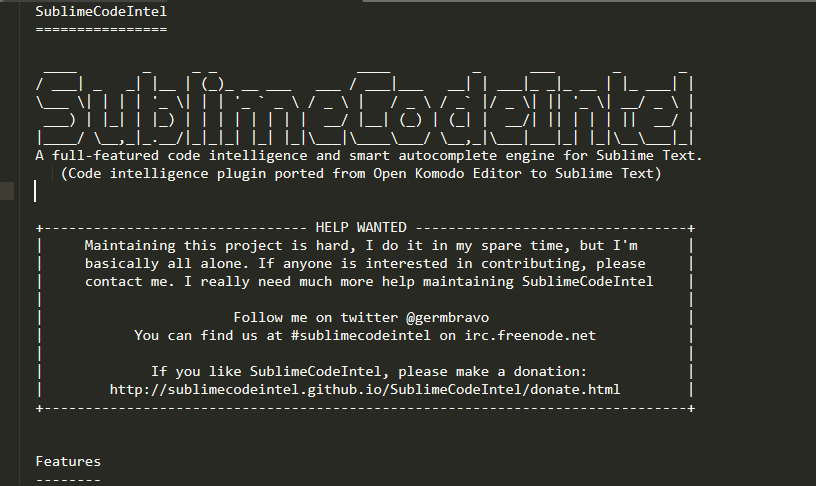 SublimeCodeIntel
================
SublimeCodeIntel
A full-featured code intelligence and smart autocomplete engine for Sublime Text.
(Code intelligence plugin ported from Open Komodo Editor to Sublime Text)
+-------------------------------- HELP WANTED ---------------------------------+
| Maintaining this project is hard, I do it in my spare time, but I'm |
| basically all alone. If anyone is interested in contributing, please |
| contact me. I really need much more help maintaining SublimeCodeIntel |
| |
| Follow me on twitter @germbravo |
| You can find us at #sublimecodeintel on irc.freenode.net |
| |
| If you like SublimeCodeIntel, please make a donation: |
| http://sublimecodeintel.github.io/SublimeCodeIntel/donate.html |
+------------------------------------------------------------------------------+
Features
--------